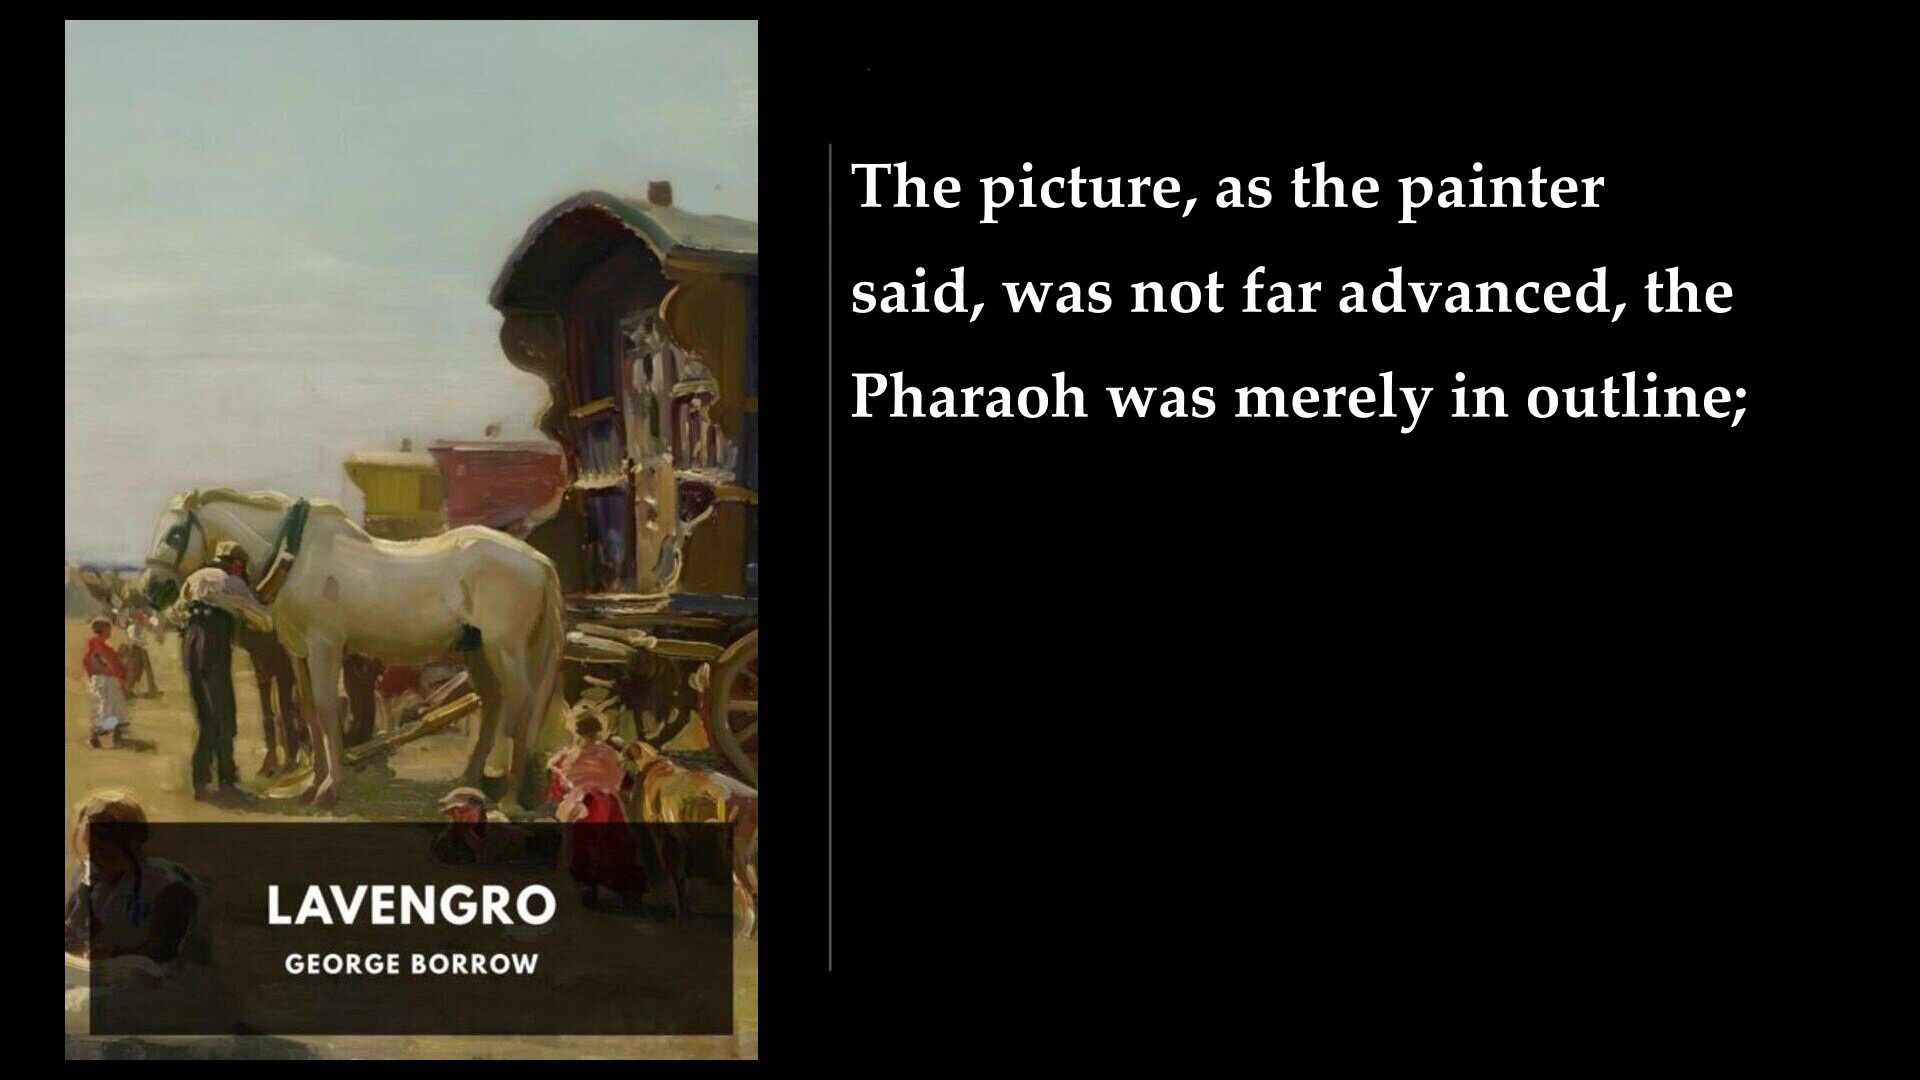 The picture, as the painter
said, was not far advanced, the
Pharaoh was merely in outline;
LAVENGRO
GEORGE BORROW